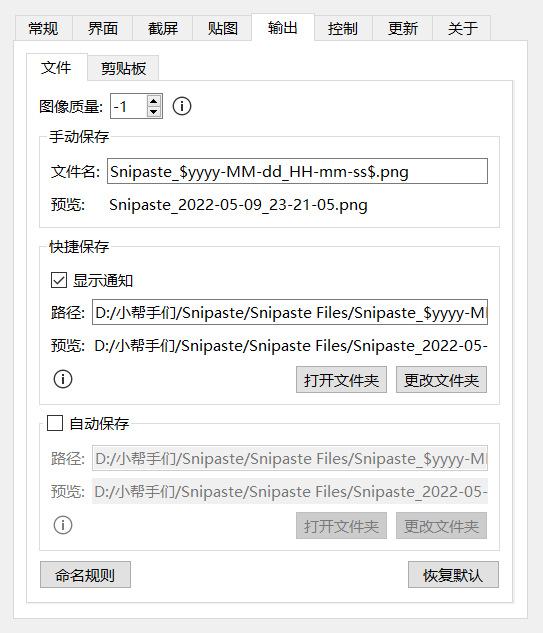 常规 界面 截屏 贴图 输出 控制 更新 关于
文件 剪贴板
图像质量: -1
手动保存
文件名: Snipaste_$yyyy-MM-dd_HH-mm-ss$.png
预览: Snipaste_2022-05-09_23-21-05.png
快捷保存
显示通知
路径: D:/小帮手们/Snipaste/Snipaste Files/Snipaste_$yyyy-M
预览: D:/小帮手们/Snipaste/Snipaste Files/Snipaste_2022-05-
打开文件夹 更改文件夹
自动保存
路径: D:/小帮手们/Snipaste/Snipaste Files/Snipaste_$yyyy-M
预览: D:/小帮手们/Snipaste/Snipaste Files/Snipaste_2022-05-
打开文件夹 更改文件夹
命名规则 恢复默认